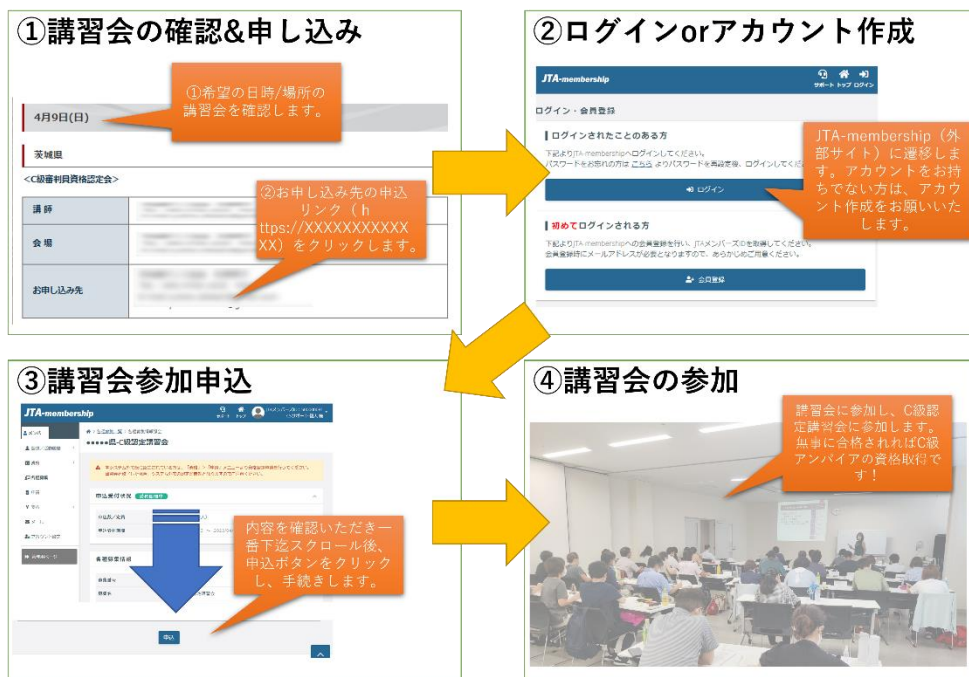 ①講習会の確認&申し込み
①希望の日時/場所の
講習会を確認します。
4月9日(日)
茨城県
<C級審判員資格認定会>
講 師
会 場
お申し込み先
②お申し込み先の申込
リンク（h
ttps://XXXXXXXXXXX
XX）をクリックします。
②ログインorアカウント作成
JTA-membership
サポート トップ ログイン
ログイン・会員登録
ログインされたことのある方
下記よりJTA-membershipへログインしてください。
パスワードをお忘れの方は こちら よりパスワードを再設定後、ログインしてくだ
ログイン
初めてログインされる方
下記よりJTA-membershipへの会員登録を行い、JTAメンバーズIDを取得してください。
会員登録時にメールアドレスが必要となりますので、あらかじめご用意ください。
会員登録
JTA-membership（外
部サイト）に遷移しま
す。アカウントをお持
ちでない方は、アカウ
ント作成をお願いいた
します。
③講習会参加申込
JTA-membership
●●●●●県-C級認定講習会
申込受付状況
内容を確認いただき一
番下迄スクロール後、
申込ボタンをクリック
し、手続きします。
申込
④講習会の参加
講習会に参加し、C級認
定講習会に参加します。
無事に合格されればC級
アンパイアの資格取得で
す！